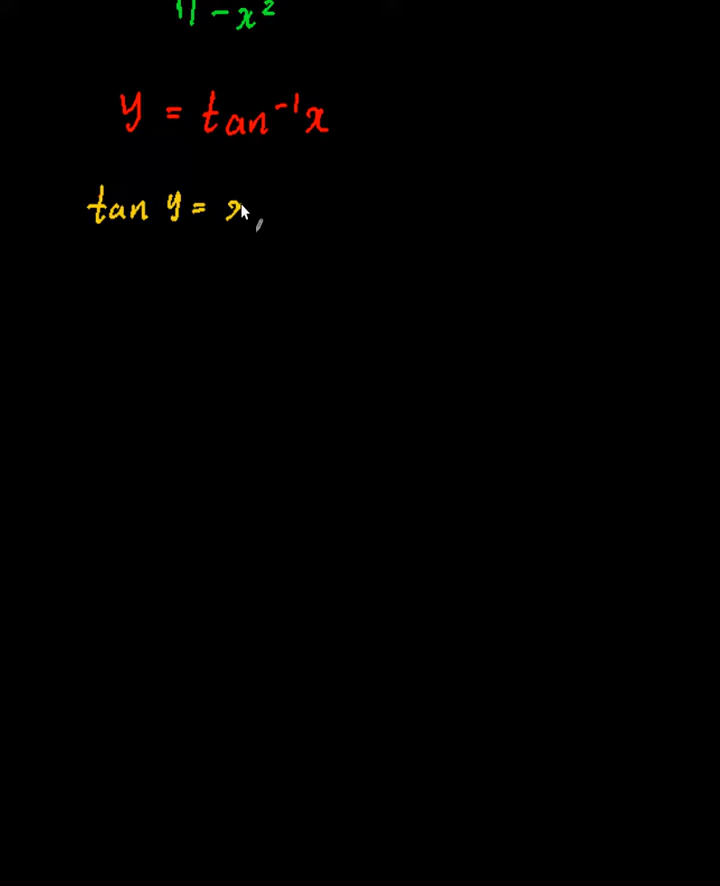 1 - x²
y = tan⁻¹x
tan y = x